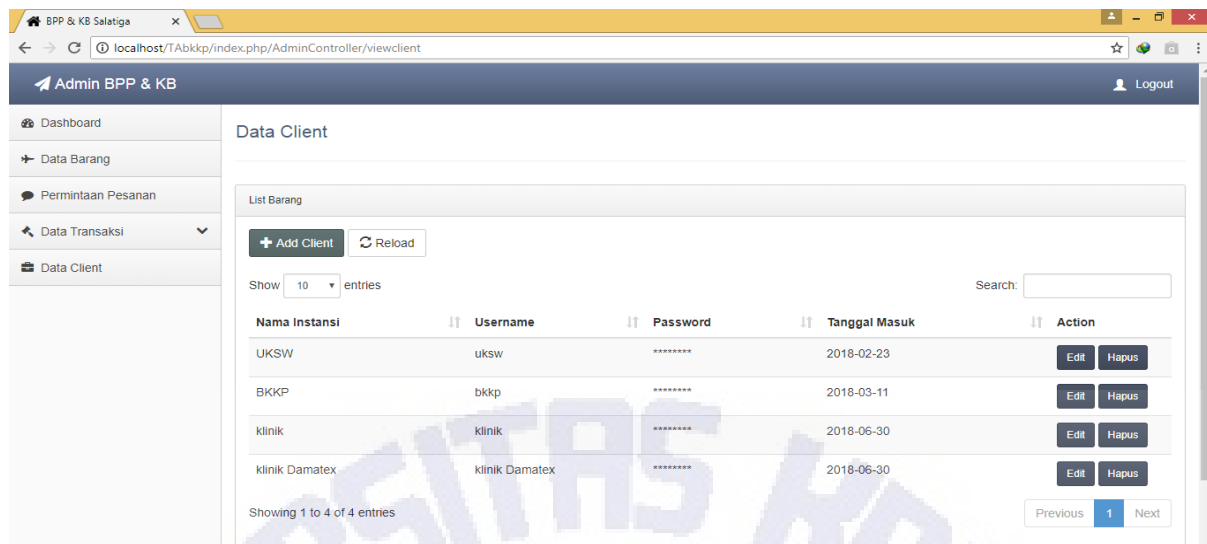 BPP & KB Salatiga
localhost/TAbkkp/index.php/AdminController/viewclient
Admin BPP & KB
Logout
Dashboard
Data Barang
Permintaan Pesanan
Data Transaksi
Data Client
Data Client
List Barang
Add Client Reload
Show 10 entries Search:
Nama Instansi Username Password Tanggal Masuk Action
UKSW uksw ******** 2018-02-23 Edit Hapus
BKKP bkkp ******** 2018-03-11 Edit Hapus
klinik klinik ******** 2018-06-30 Edit Hapus
klinik Damatex klinik Damatex ******** 2018-06-30 Edit Hapus
Showing 1 to 4 of 4 entries Previous 1 Next